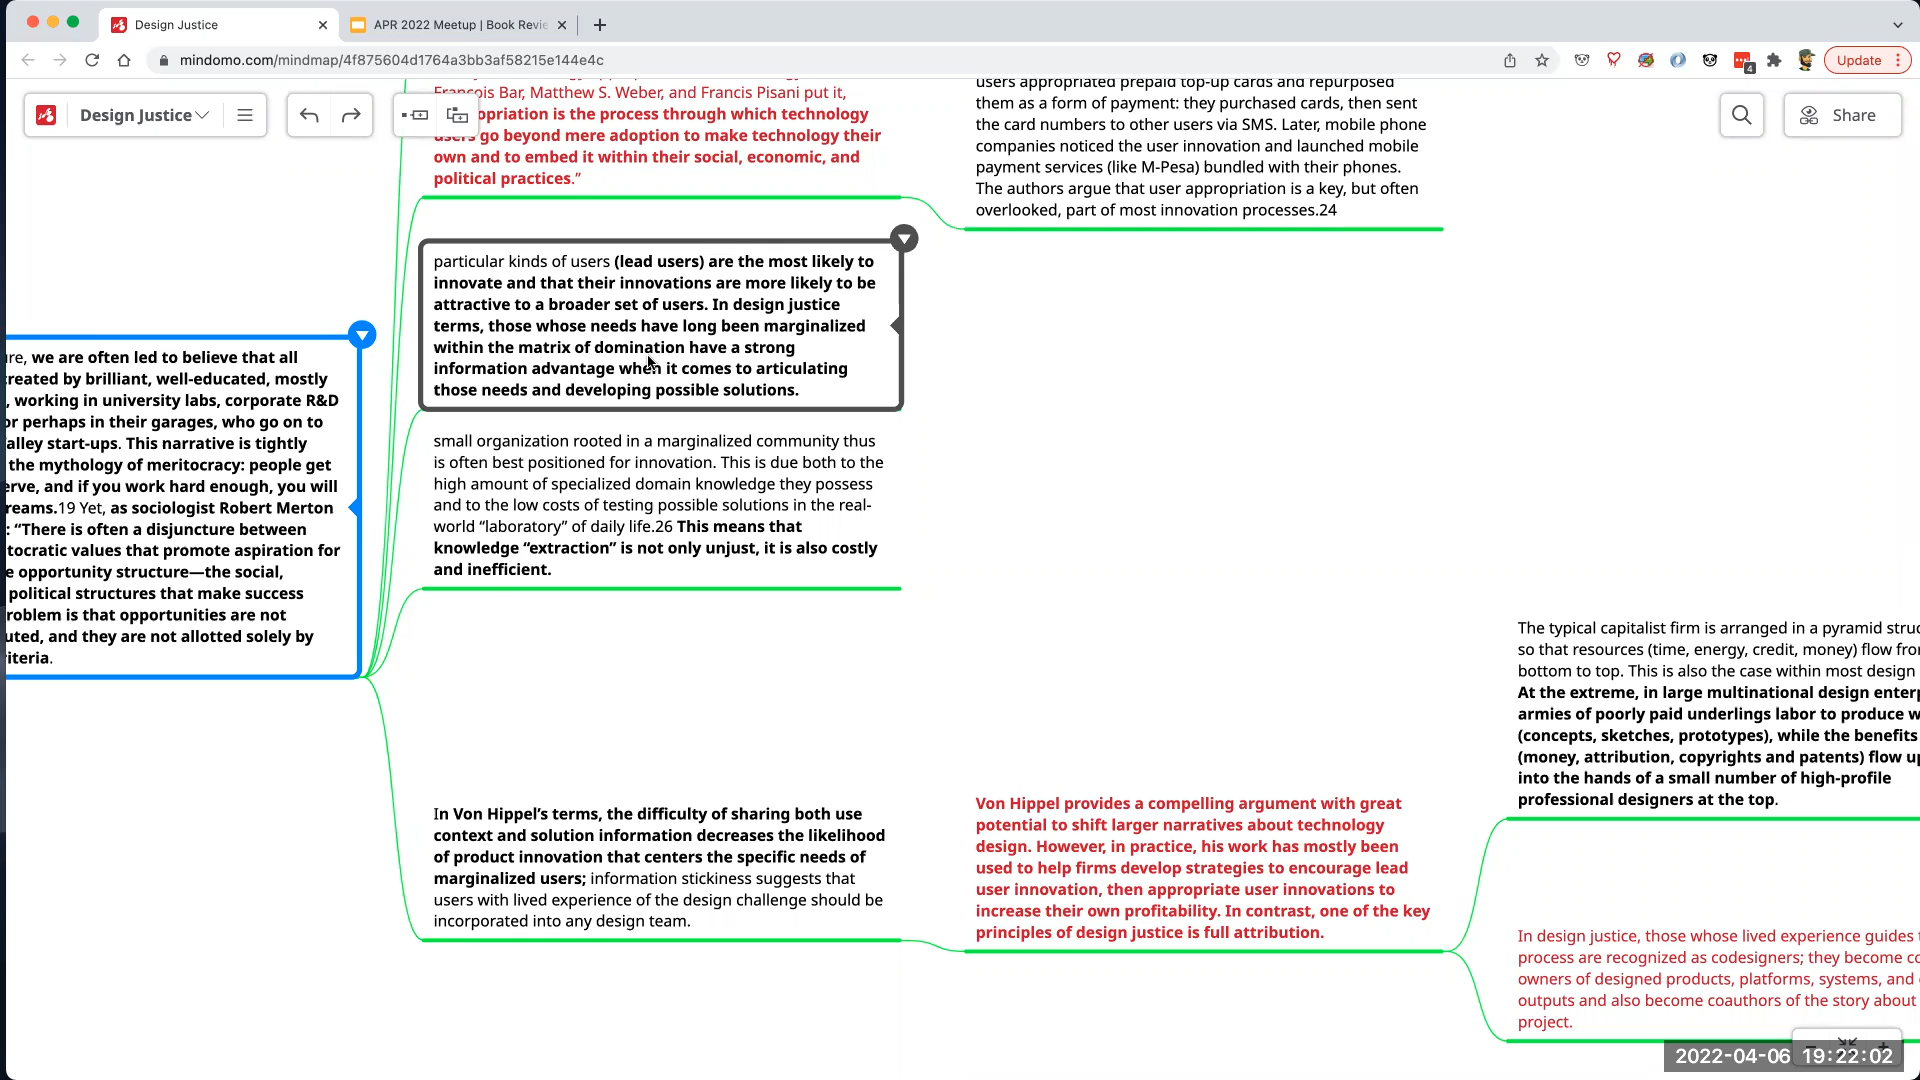 Design Justice
APR 2022 Meetup | Book Revie
mindomo.com/mindmap/4f875604d1764a3bb3af58215e144e4c
4
Update
Design Justice
Share
François Bar, Matthew S. Weber, and Francis Pisani put it,
opriation is the process through which technology
users go beyond mere adoption to make technology their
own and to embed it within their social, economic, and
political practices.”
users appropriated prepaid top-up cards and repurposed
them as a form of payment: they purchased cards, then sent
the card numbers to other users via SMS. Later, mobile phone
companies noticed the user innovation and launched mobile
payment services (like M-Pesa) bundled with their phones.
The authors argue that user appropriation is a key, but often
overlooked, part of most innovation processes.24
particular kinds of users (lead users) are the most likely to
innovate and that their innovations are more likely to be
attractive to a broader set of users. In design justice
terms, those whose needs have long been marginalized
within the matrix of domination have a strong
information advantage when it comes to articulating
those needs and developing possible solutions.
re, we are often led to believe that all
created by brilliant, well-educated, mostly
, working in university labs, corporate R&D
or perhaps in their garages, who go on to
alley start-ups. This narrative is tightly
the mythology of meritocracy: people get
erve, and if you work hard enough, you will
reams.19 Yet, as sociologist Robert Merton
: “There is often a disjuncture between
tocratic values that promote aspiration for
e opportunity structure—the social,
political structures that make success
roblem is that opportunities are not
uted, and they are not allotted solely by
riteria.
small organization rooted in a marginalized community thus
is often best positioned for innovation. This is due both to the
high amount of specialized domain knowledge they possess
and to the low costs of testing possible solutions in the real-
world “laboratory” of daily life.26 This means that
knowledge “extraction” is not only unjust, it is also costly
and inefficient.
In Von Hippel’s terms, the difficulty of sharing both use
context and solution information decreases the likelihood
of product innovation that centers the specific needs of
marginalized users; information stickiness suggests that
users with lived experience of the design challenge should be
incorporated into any design team.
Von Hippel provides a compelling argument with great
potential to shift larger narratives about technology
design. However, in practice, his work has mostly been
used to help firms develop strategies to encourage lead
user innovation, then appropriate user innovations to
increase their own profitability. In contrast, one of the key
principles of design justice is full attribution.
The typical capitalist firm is arranged in a pyramid struc
so that resources (time, energy, credit, money) flow fro
bottom to top. This is also the case within most design
At the extreme, in large multinational design enterp
armies of poorly paid underlings labor to produce w
(concepts, sketches, prototypes), while the benefits
(money, attribution, copyrights and patents) flow up
into the hands of a small number of high-profile
professional designers at the top.
In design justice, those whose lived experience guides t
process are recognized as codesigners; they become co
owners of designed products, platforms, systems, and
outputs and also become coauthors of the story about
project.
2022-04-06 19:22:02